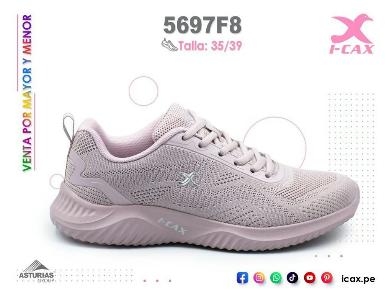 5697F8
Talla: 35/39
I-CAX
VENTA POR MAYOR Y MENOR
I-CAX
ASTURIAS
GROUP
icax.pe